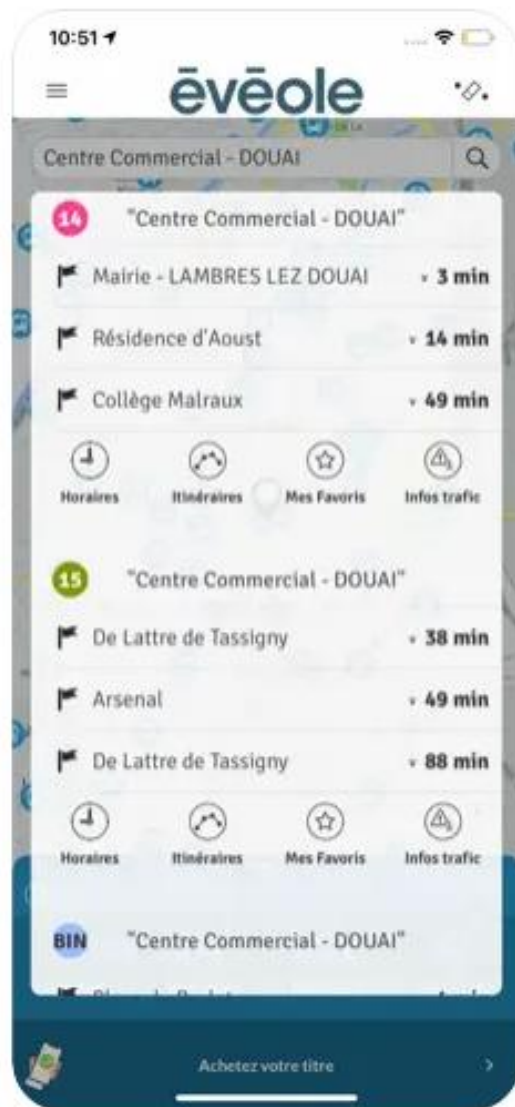 10:51
ēvēole
Centre Commercial - DOUAI
14 "Centre Commercial - DOUAI"
Mairie - LAMBRES LEZ DOUAI 3 min
Résidence d'Aoust 14 min
Collège Malraux 49 min
Horaires Itinéraires Mes Favoris Infos trafic
15 "Centre Commercial - DOUAI"
De Lattre de Tassigny 38 min
Arsenal 49 min
De Lattre de Tassigny 88 min
Horaires Itinéraires Mes Favoris Infos trafic
BIN "Centre Commercial - DOUAI"
Achetez votre titre